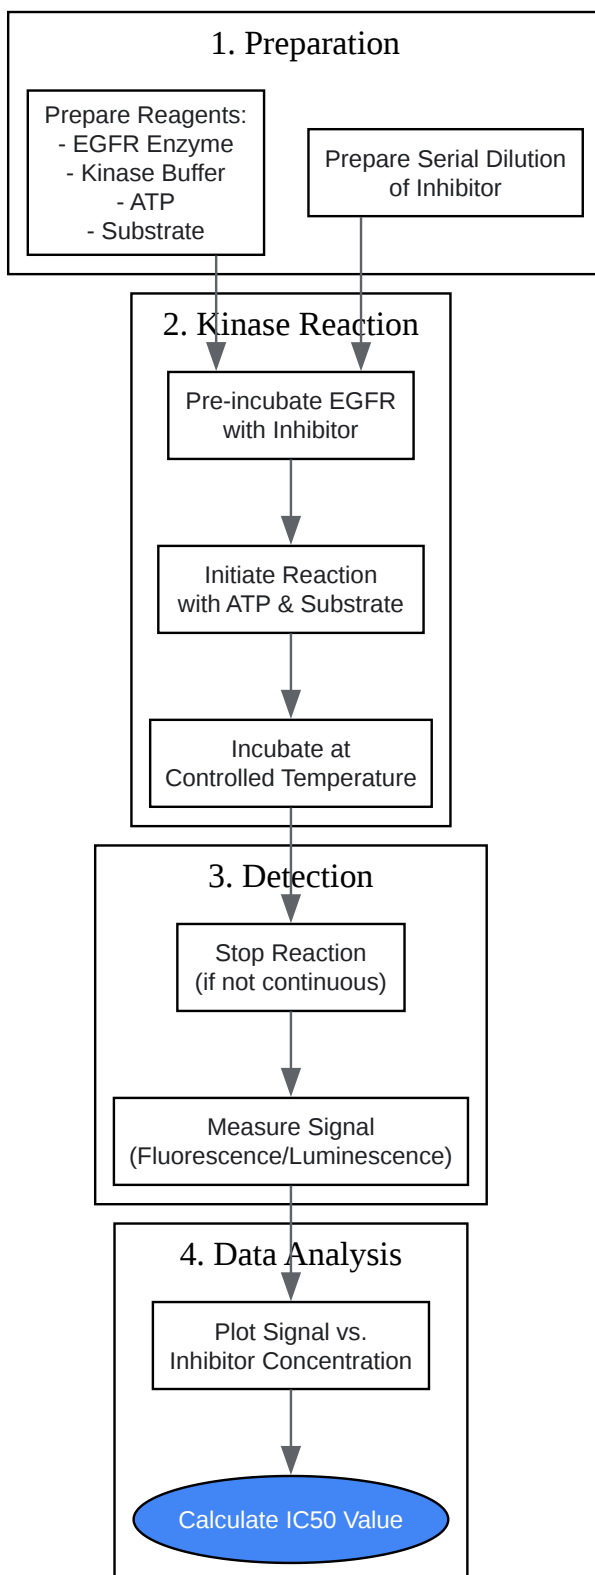 1. Preparation
Prepare Reagents:
- EGFR Enzyme
- Kinase Buffer
- ATP
- Substrate
Prepare Serial Dilution
of Inhibitor
2. Kinase Reaction
Pre-incubate EGFR
with Inhibitor
Initiate Reaction
with ATP & Substrate
Incubate at
Controlled Temperature
3. Detection
Stop Reaction
(if not continuous)
Measure Signal
(Fluorescence/Luminescence)
4. Data Analysis
Plot Signal vs.
Inhibitor Concentration
Calculate IC50 Value